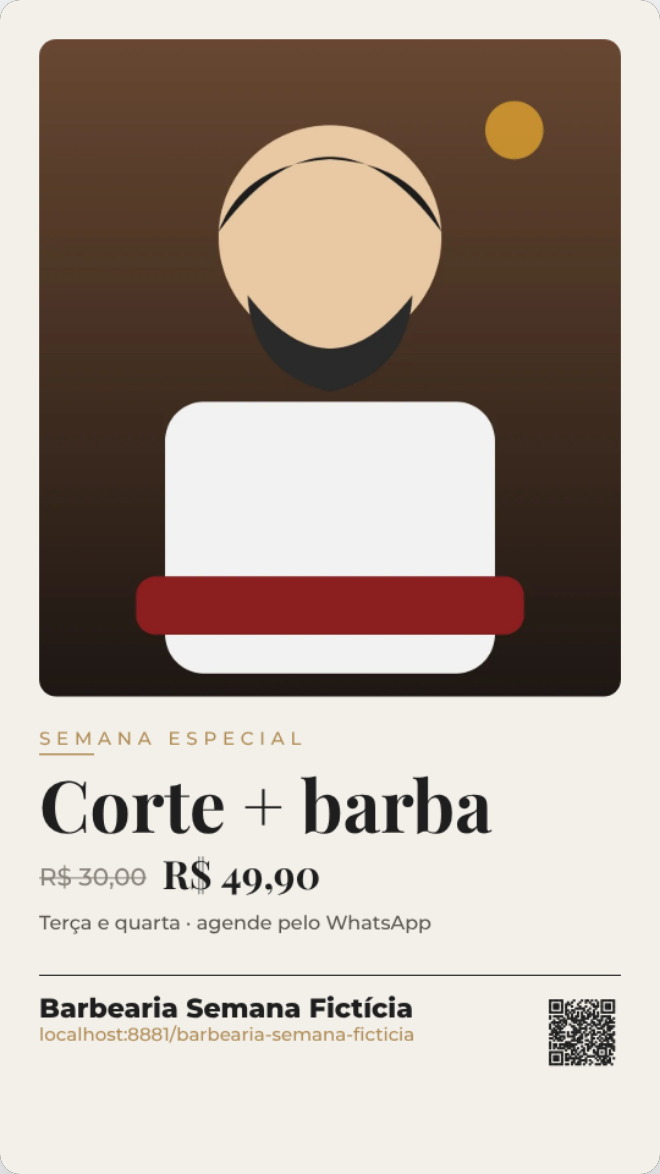 SEMANA ESPECIAL
Corte + barba
R$ 30,00 R$ 49,90
Terça e quarta · agende pelo WhatsApp
Barbearia Semana Fictícia
localhost:8881/barbearia-semana-ficticia